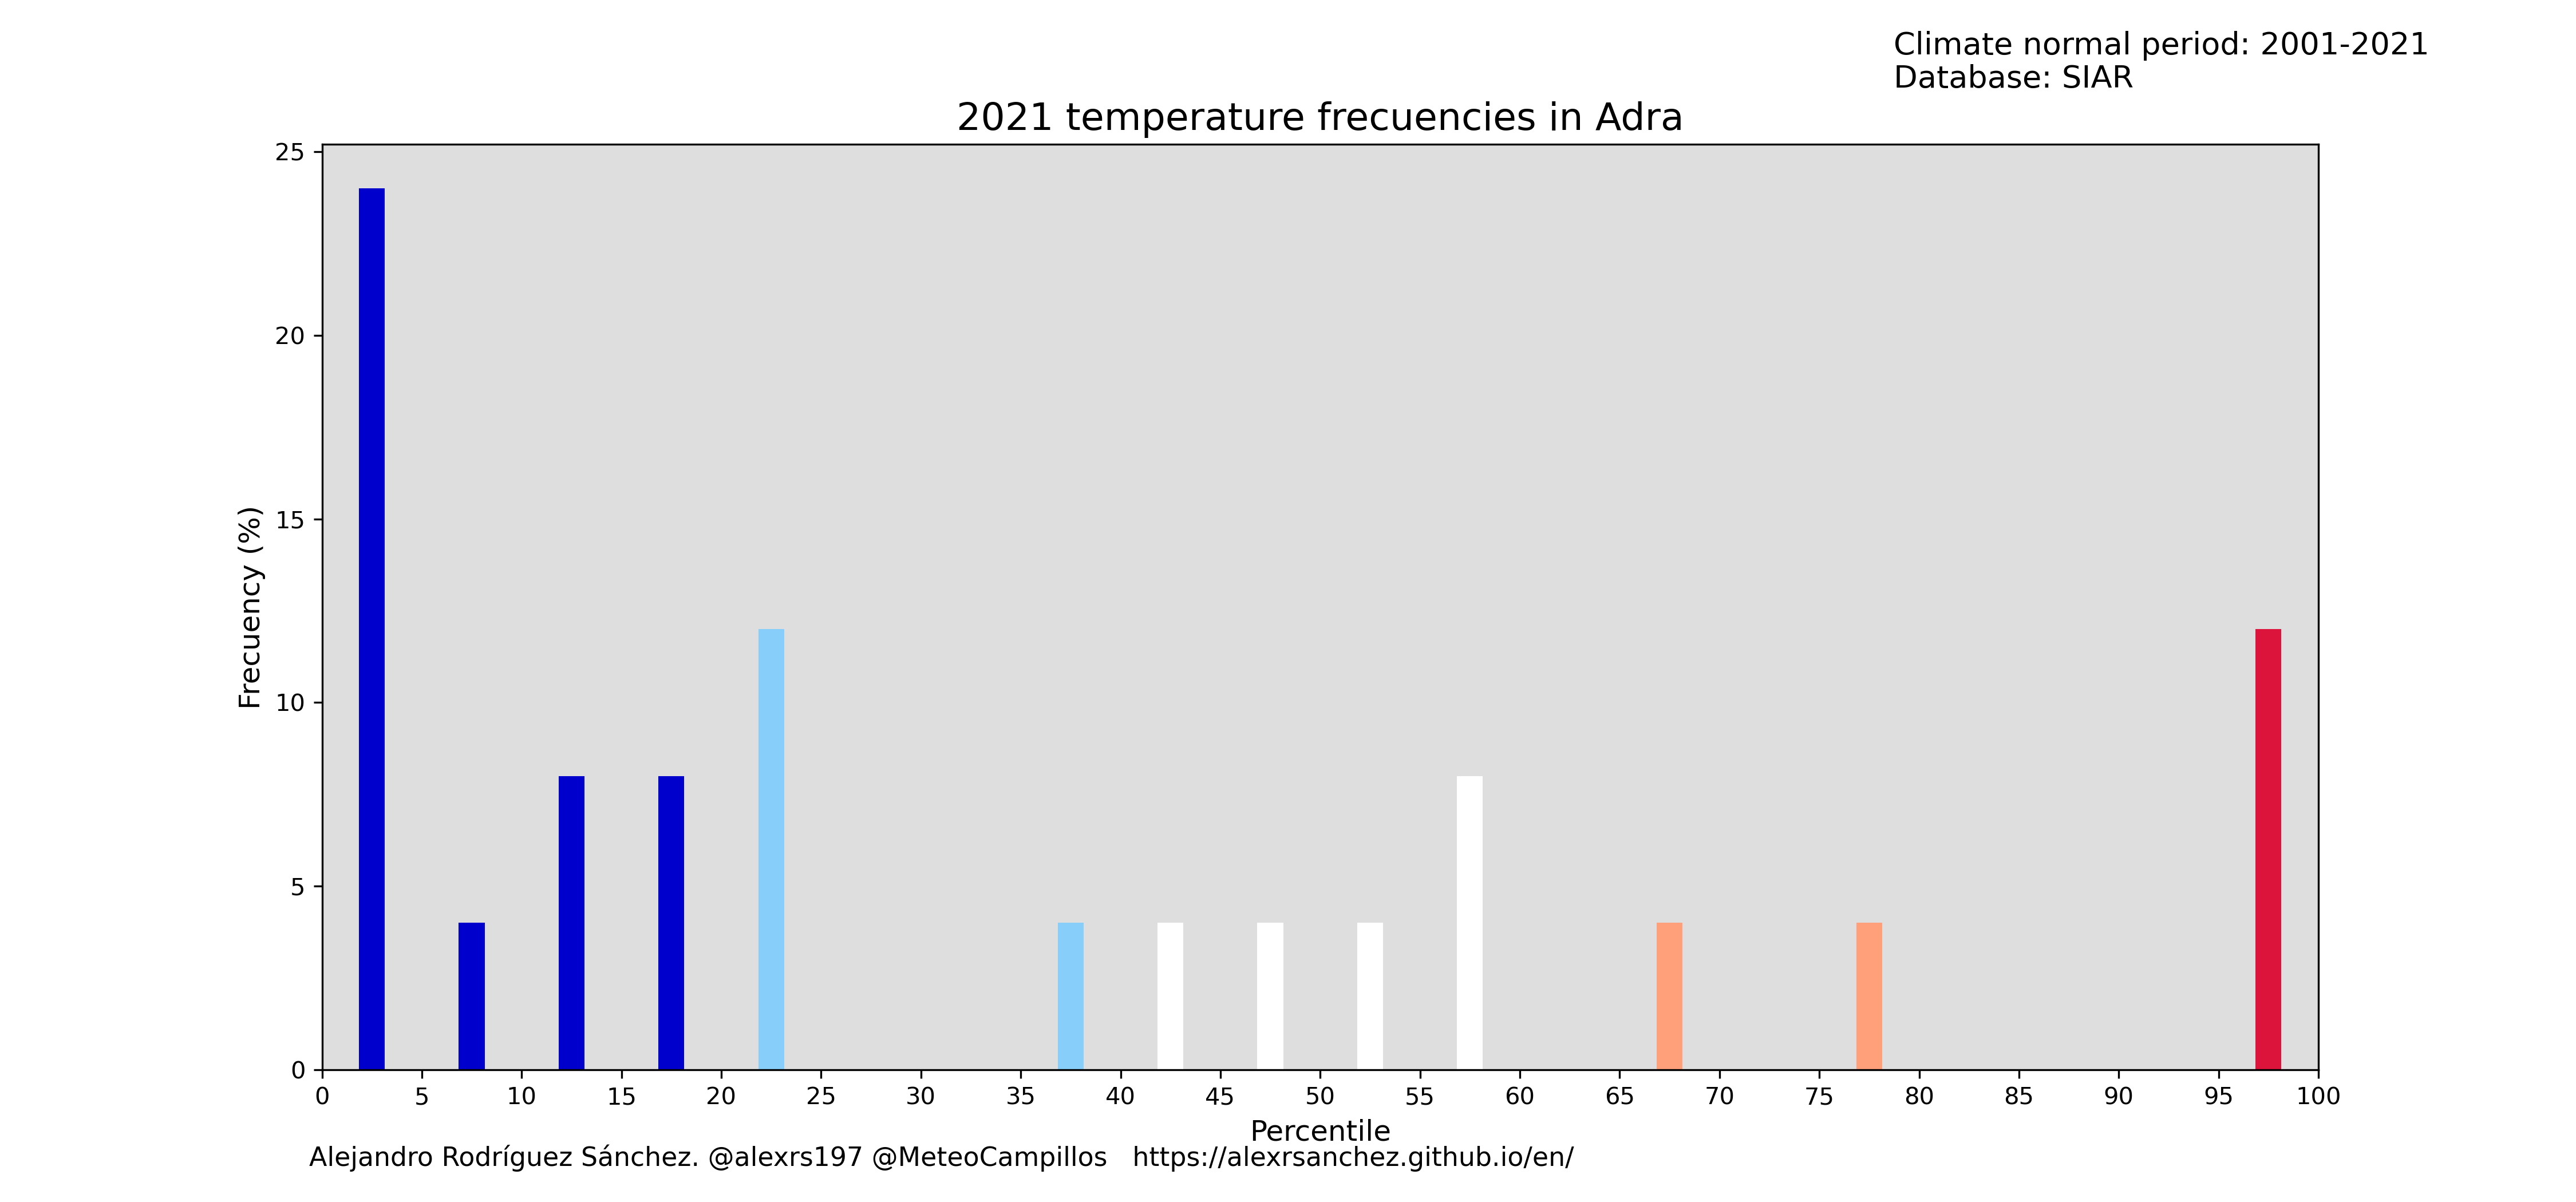 Climate normal period: 2001-2021
Database: SIAR
2021 temperature frecuencies in Adra
25
20
15
10
5
0
Frecuency (%)
0 5 10 15 20 25 30 35 40 45 50 55 60 65 70 75 80 85 90 95 100
Percentile
Alejandro Rodríguez Sánchez. @alexrs197 @MeteoCampillos   https://alexrsanchez.github.io/en/